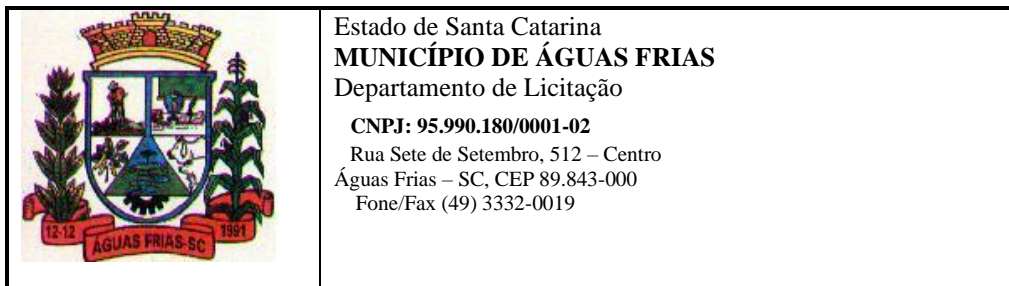 Estado de Santa Catarina
MUNICÍPIO DE ÁGUAS FRIAS
Departamento de Licitação
CNPJ: 95.990.180/0001-02
Rua Sete de Setembro, 512 – Centro
Águas Frias – SC, CEP 89.843-000
Fone/Fax (49) 3332-0019
12-12
ÁGUAS FRIAS-SC
1991